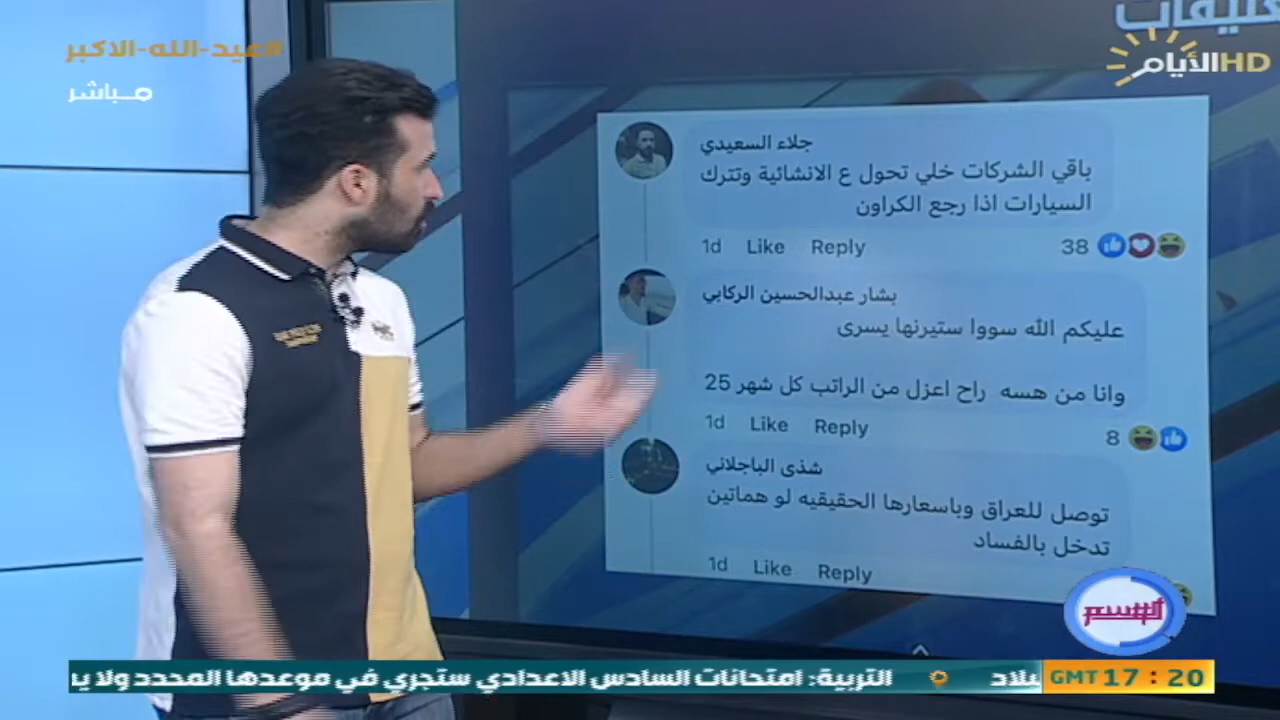 #عيد-الله-الاكبر
مباشر
الأيام HD
جلاء السعيدي
باقي الشركات خلي تحول ع الانشائية وتترك
السيارات اذا رجع الكراون
1d Like Reply 38
بشار عبدالحسين الركابي
عليكم الله سووا ستيرنها يسرى
وانا من هسه راح اعزل من الراتب كل شهر 25
1d Like Reply 8
شذى الباجلاني
توصل للعراق وباسعارها الحقيقيه لو هماتين
تدخل بالفساد
1d Like Reply
التربية: امتحانات السادس الاعدادي ستجرى في موعدها المحدد ولا
GMT 17:20